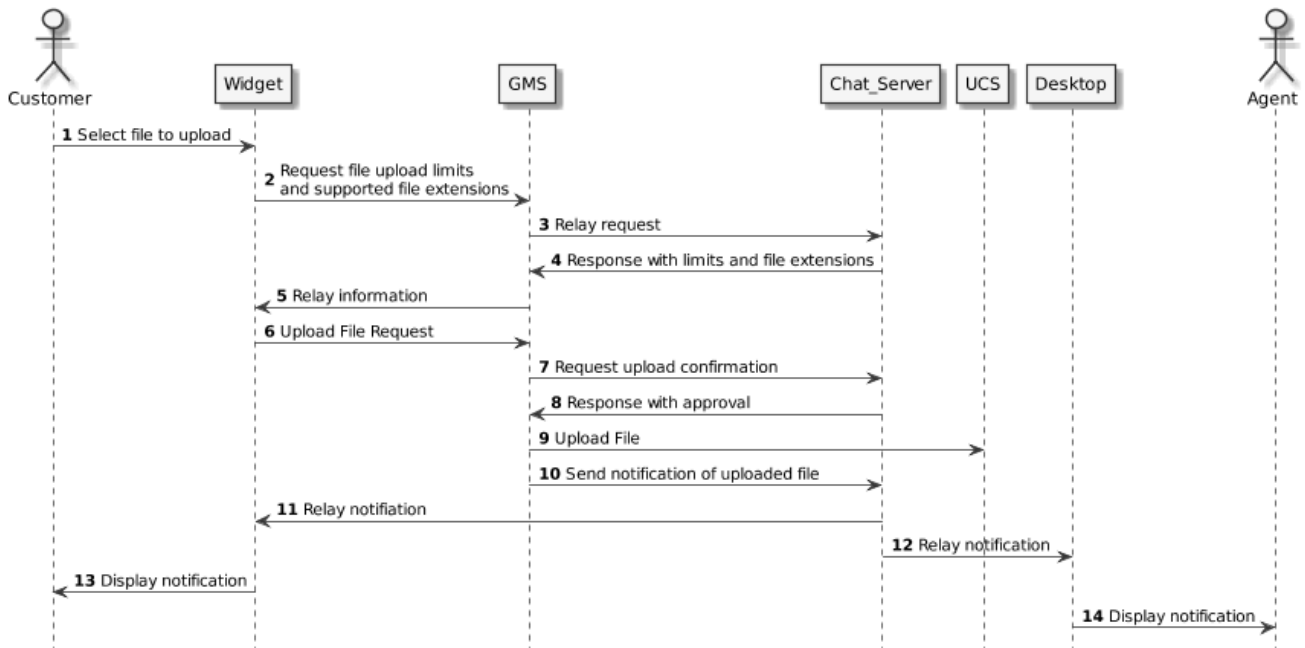 Customer
Widget
GMS
Chat_Server
UCS
Desktop
Agent
1 Select file to upload
2 Request file upload limits
and supported file extensions
3 Relay request
4 Response with limits and file extensions
5 Relay information
6 Upload File Request
7 Request upload confirmation
8 Response with approval
9 Upload File
10 Send notification of uploaded file
11 Relay notifiation
12 Relay notification
13 Display notification
14 Display notification